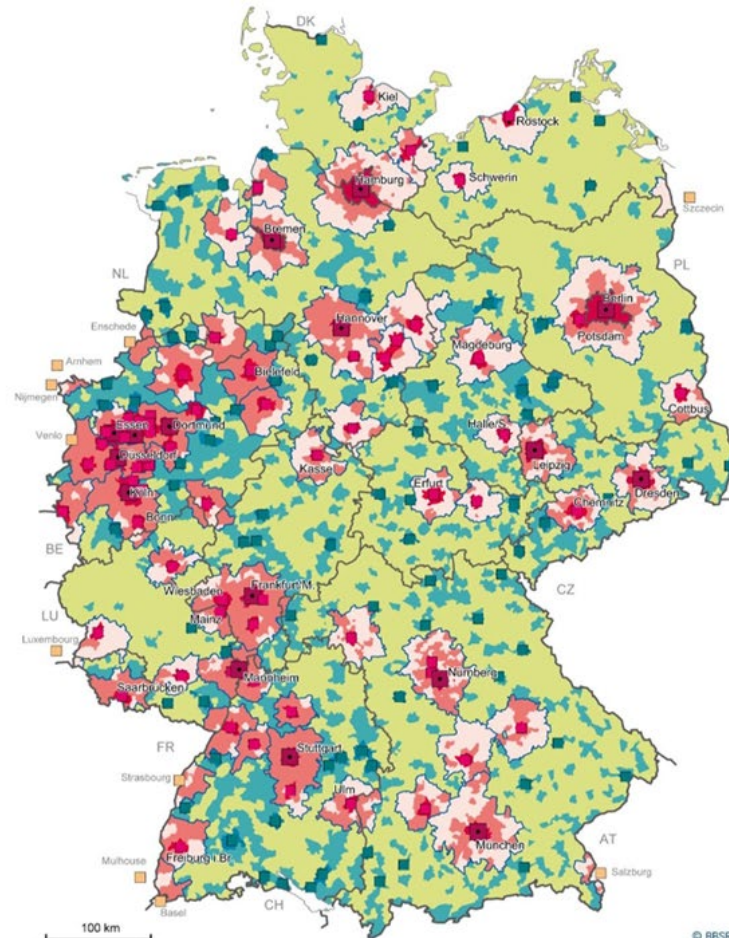 DK
Kiel
Rostock
Schwerin
Hamburg
Szczecin
Bremen
PL
NL
Berlin
Hannover
Potsdam
Enschede
Magdeburg
Arnhem
Bielefeld
Nijmegen
Cottbus
Essen
Dortmund
Halle/S.
Venlo
Düsseldorf
Leipzig
Kassel
Erfurt
Dresden
Köln
Chemnitz
Bonn
BE
Wiesbaden
Frankfurt/M.
CZ
LU
Mainz
Luxembourg
Mannheim
Nürnberg
Saarbrücken
FR
Stuttgart
Strasbourg
Ulm
München
AT
Freiburg i.Br
Mulhouse
Salzburg
CH
Basel
100 km